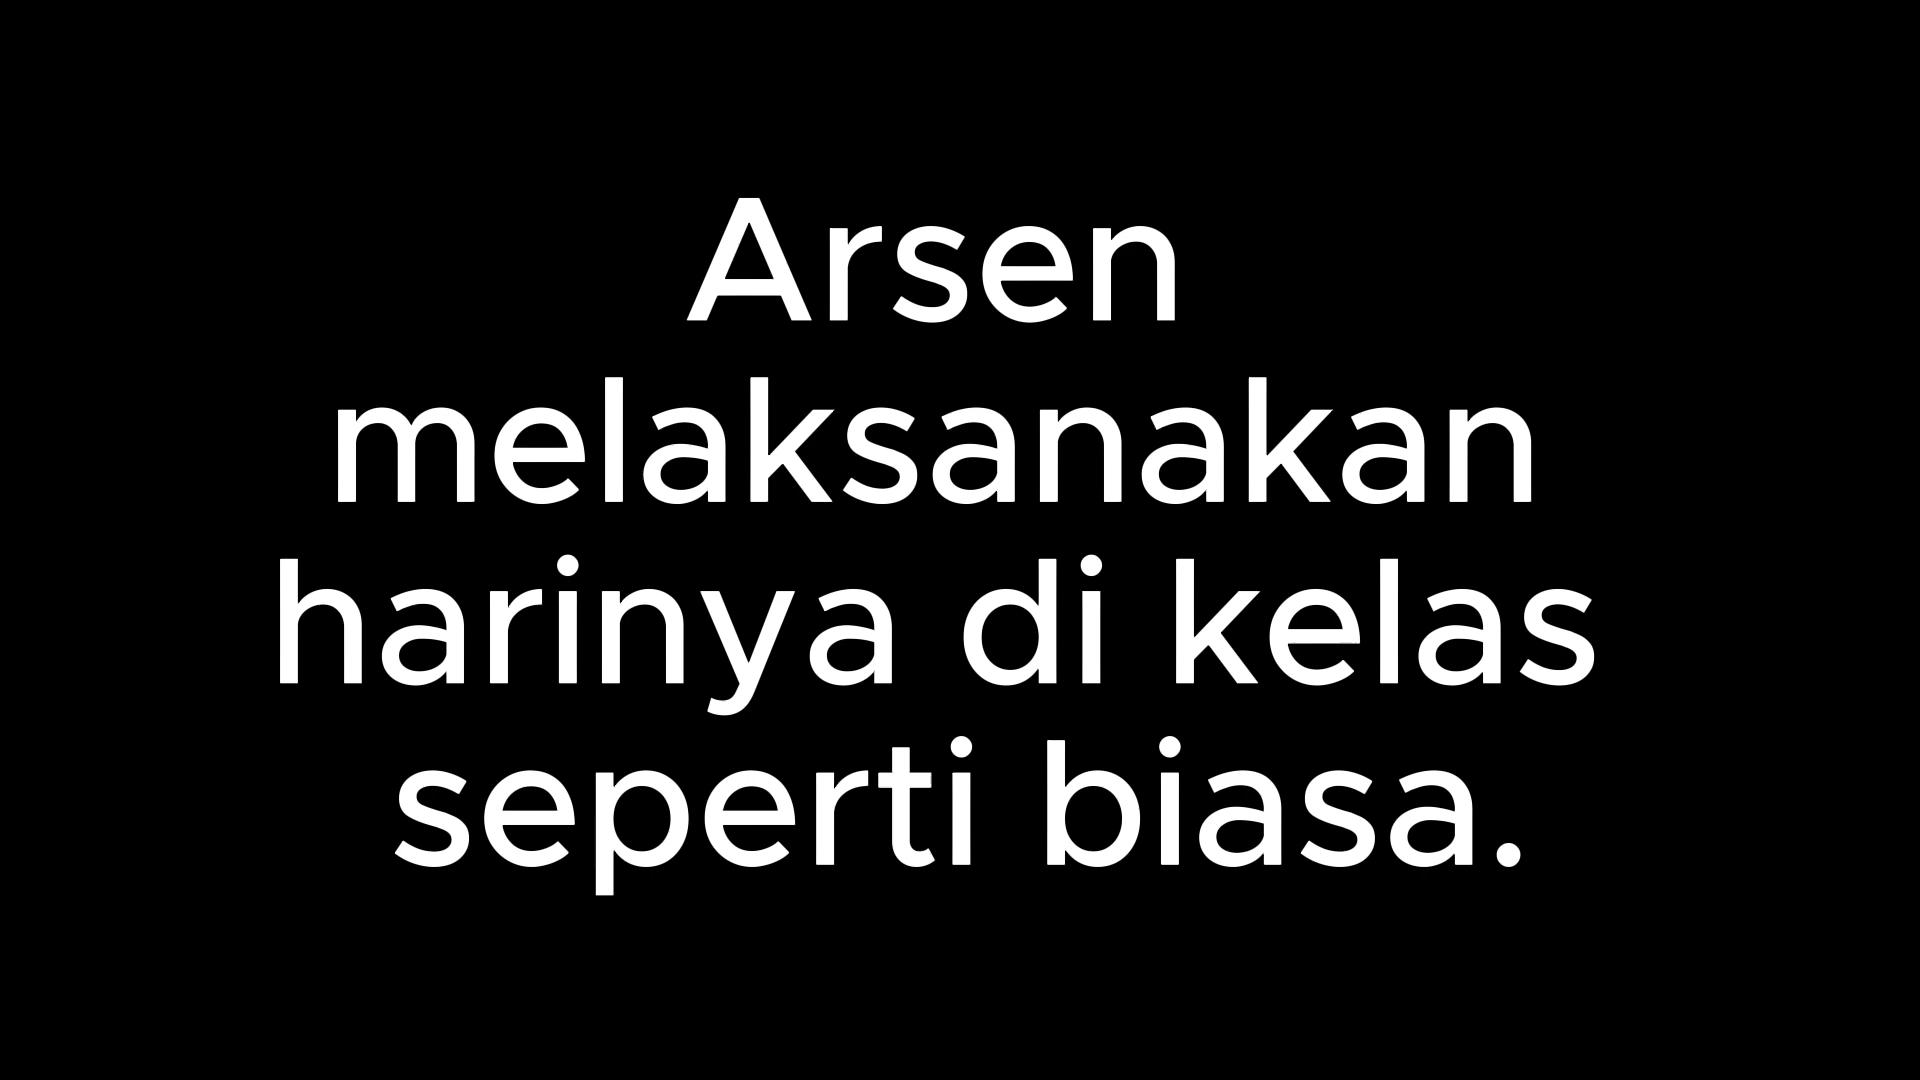 Arsen
melaksanakan
harinya di kelas
seperti biasa.